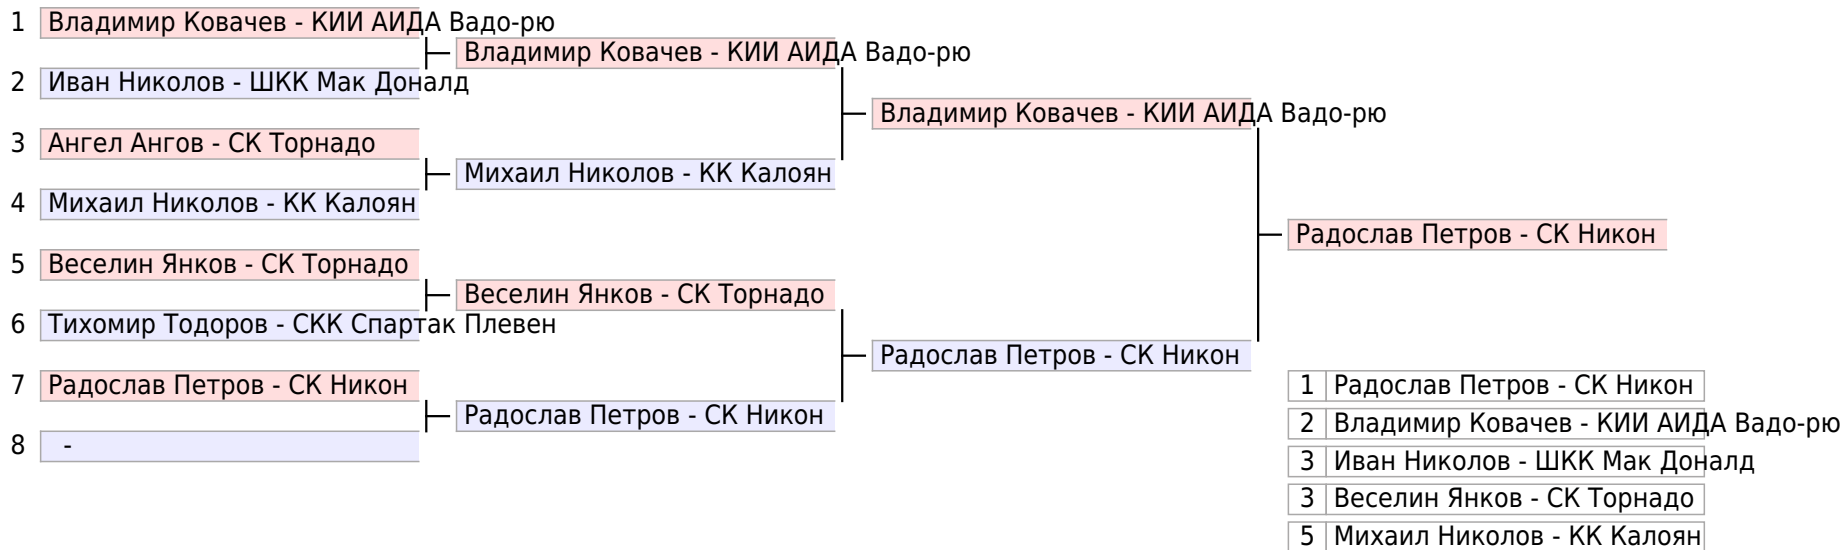 1 Владимир Ковачев - КИИ АИДА Вадо-рю
2 Иван Николов - ШКК Мак Доналд
3 Ангел Ангов - СК Торнадо
4 Михаил Николов - КК Калоян
5 Веселин Янков - СК Торнадо
6 Тихомир Тодоров - СКК Спартак Плевен
7 Радослав Петров - СК Никон
8 -
Владимир Ковачев - КИИ АИДА Вадо-рю
Михаил Николов - КК Калоян
Веселин Янков - СК Торнадо
Радослав Петров - СК Никон
Владимир Ковачев - КИИ АИДА Вадо-рю
Радослав Петров - СК Никон
Радослав Петров - СК Никон
1 Радослав Петров - СК Никон
2 Владимир Ковачев - КИИ АИДА Вадо-рю
3 Иван Николов - ШКК Мак Доналд
3 Веселин Янков - СК Торнадо
5 Михаил Николов - КК Калоян